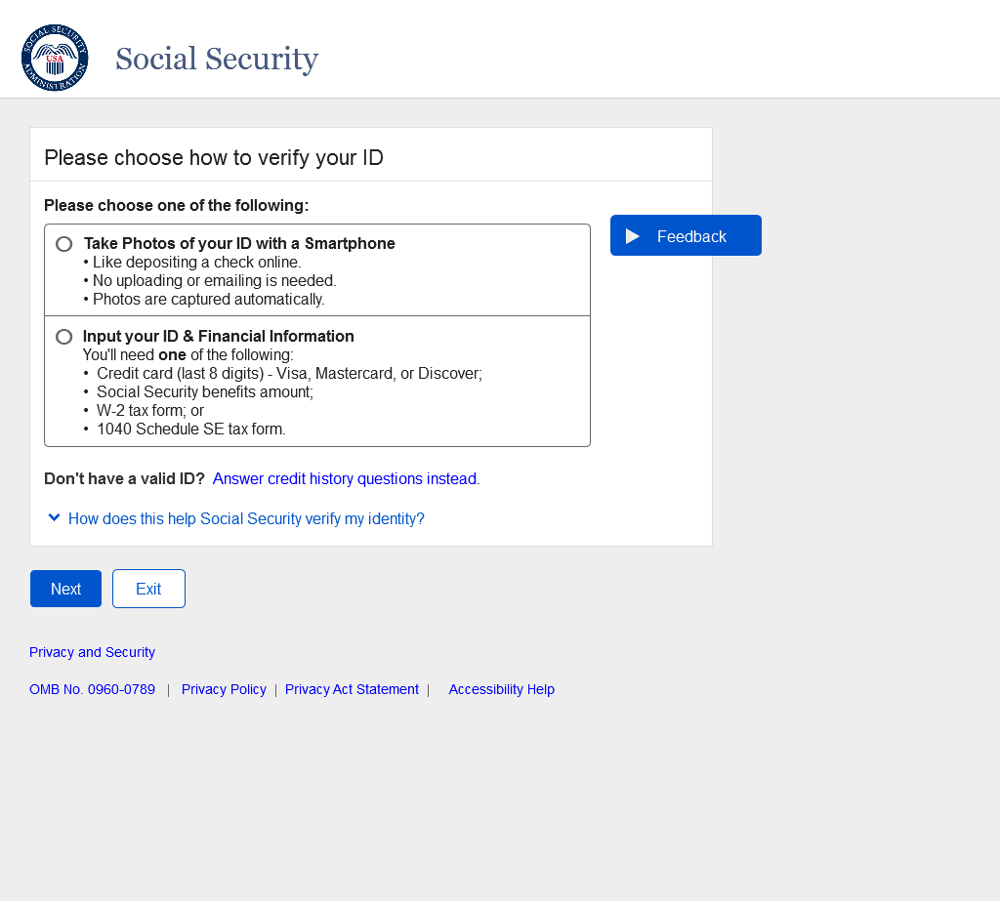 SOCIAL SECURITY
USA
ADMINISTRATION
Social Security
Please choose how to verify your ID
Please choose one of the following:
Take Photos of your ID with a Smartphone
• Like depositing a check online.
• No uploading or emailing is needed.
• Photos are captured automatically.
Feedback
Input your ID & Financial Information
You'll need one of the following:
• Credit card (last 8 digits) - Visa, Mastercard, or Discover;
• Social Security benefits amount;
• W-2 tax form; or
• 1040 Schedule SE tax form.
Don't have a valid ID? Answer credit history questions instead.
How does this help Social Security verify my identity?
Next Exit
Privacy and Security
OMB No. 0960-0789 | Privacy Policy | Privacy Act Statement | Accessibility Help